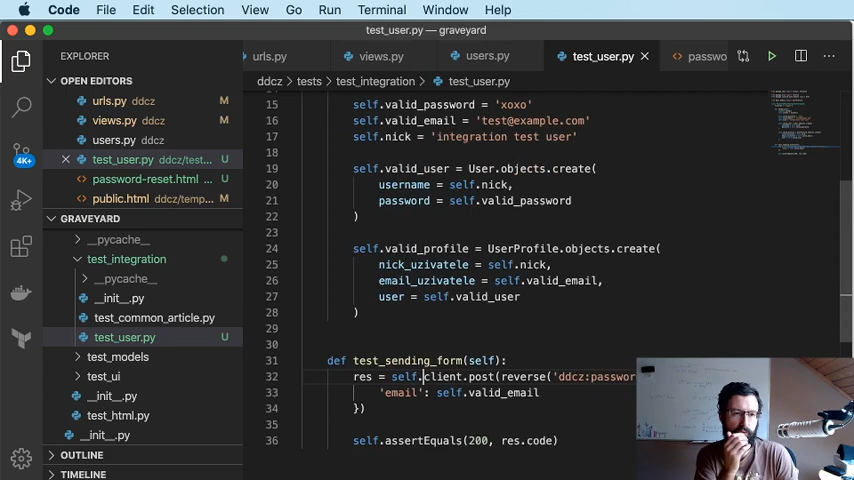 Code File Edit Selection View Go Run Terminal Window Help
test_user.py — graveyard
EXPLORER
urls.py views.py users.py test_user.py passwo
OPEN EDITORS
ddcz tests test_integration test_user.py
urls.py ddcz M
views.py ddcz M
users.py ddcz
test_user.py ddcz/test... U
password-reset.html ... U
public.html ddcz/temp... M
GRAVEYARD
__pycache__
test_integration
__pycache__
__init__.py
test_common_article.py
test_user.py U
test_models
test_ui
__init__.py
test_html.py
__init__.py
OUTLINE
TIMELINE
4K+
15 self.valid_password = 'xoxo'
16 self.valid_email = 'test@example.com'
17 self.nick = 'integration test user'
18
19 self.valid_user = User.objects.create(
20 username = self.nick,
21 password = self.valid_password
22 )
23
24 self.valid_profile = UserProfile.objects.create(
25 nick_uzivatele = self.nick,
26 email_uzivatele = self.valid_email,
27 user = self.valid_user
28 )
29
31 def test_sending_form(self):
32 res = self.client.post(reverse('ddcz:passwor
33 'email': self.valid_email
34 })
35
36 self.assertEquals(200, res.code)